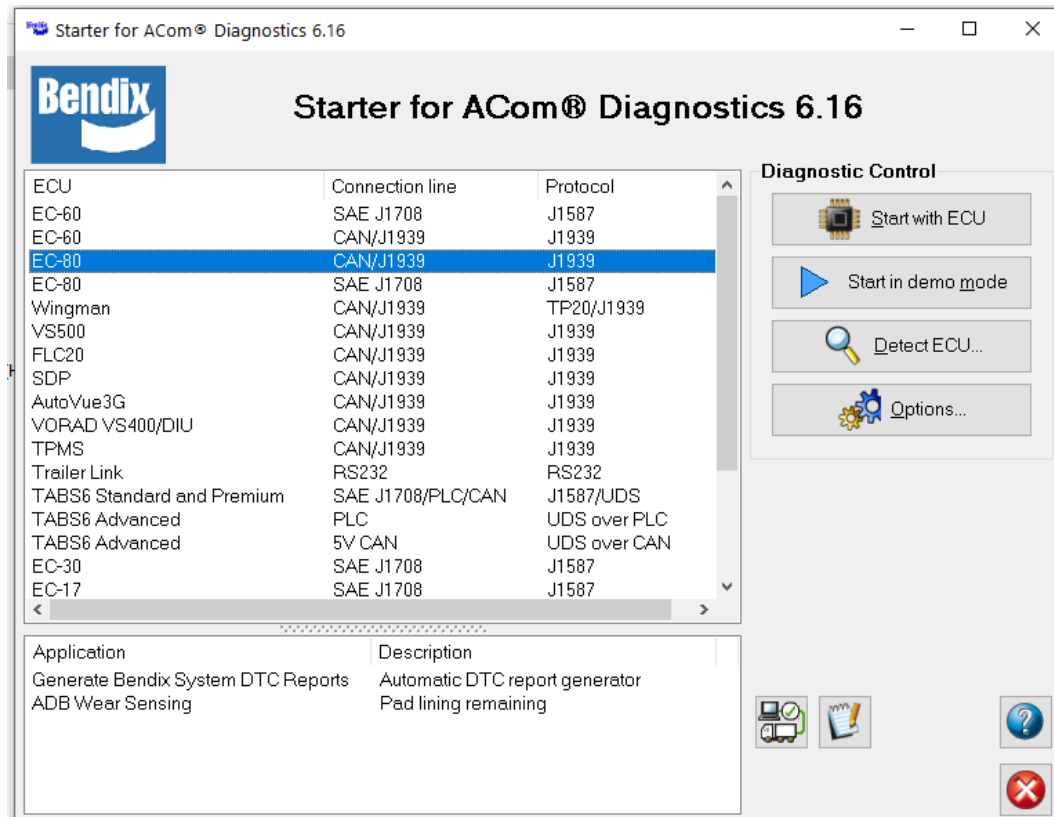 Starter for ACom® Diagnostics 6.16
Bendix
Starter for ACom® Diagnostics 6.16
Diagnostic Control
ECU Connection line Protocol
EC-60 SAE J1708 J1587
EC-60 CAN/J1939 J1939
EC-80 CAN/J1939 J1939
EC-80 SAE J1708 J1587
Wingman CAN/J1939 TP20/J1939
VS500 CAN/J1939 J1939
FLC20 CAN/J1939 J1939
SDP CAN/J1939 J1939
AutoVue3G CAN/J1939 J1939
VORAD VS400/DIU CAN/J1939 J1939
TPMS CAN/J1939 J1939
Trailer Link RS232 RS232
TABS6 Standard and Premium SAE J1708/PLC/CAN J1587/UDS
TABS6 Advanced PLC UDS over PLC
TABS6 Advanced 5V CAN UDS over CAN
EC-30 SAE J1708 J1587
EC-17 SAE J1708 J1587
Start with ECU
Start in demo mode
Detect ECU...
Options...
Application Description
Generate Bendix System DTC Reports Automatic DTC report generator
ADB Wear Sensing Pad lining remaining